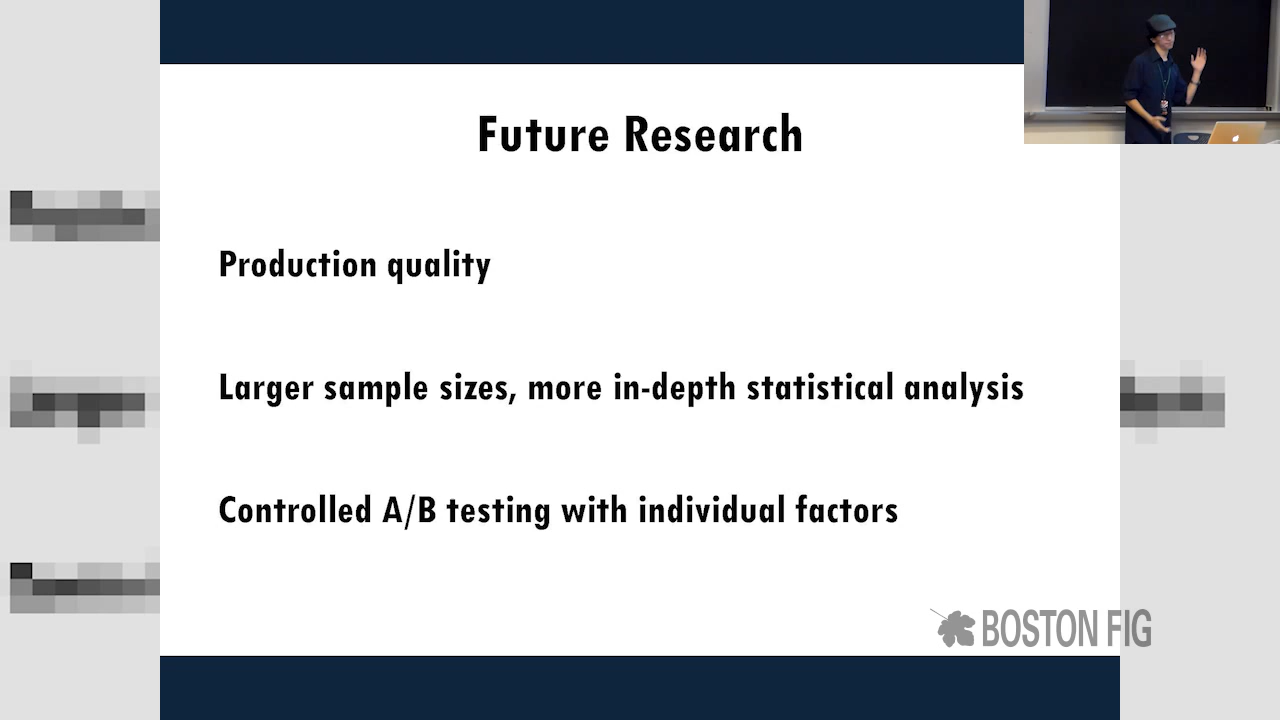 Future Research
Production quality
Larger sample sizes, more in-depth statistical analysis
Controlled A/B testing with individual factors
BOSTON FIG